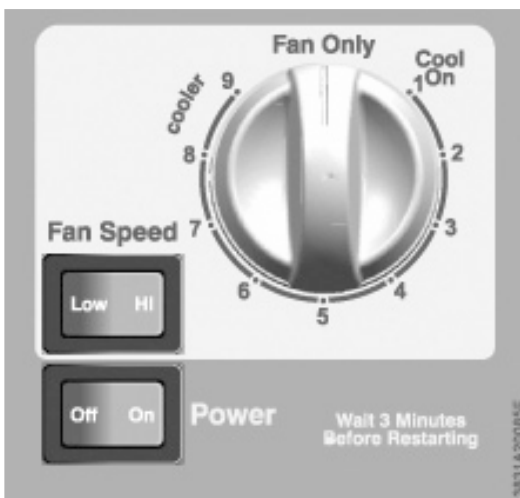 Fan Only
Cool
On
cooler
9
1
8
2
7
3
6
4
5
Fan Speed
Low HI
Off On
Power
Wait 3 Minutes
Before Restarting